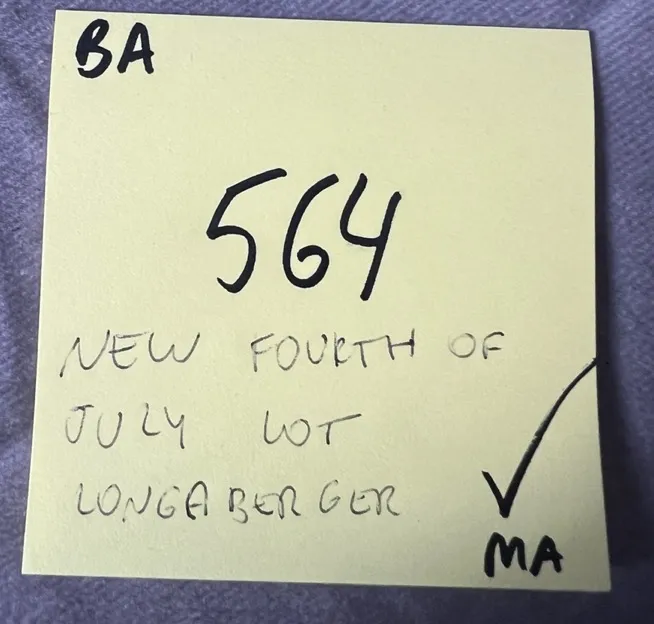 BA
564
NEW FOURTH OF
JULY LOT
LONGABERGER
✓
MA